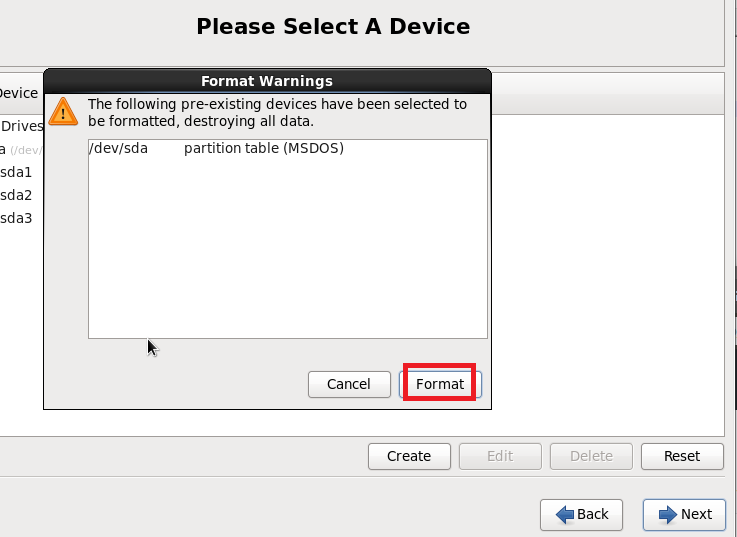 Please Select A Device
Format Warnings
The following pre-existing devices have been selected to
be formatted, destroying all data.
/dev/sda partition table (MSDOS)
Device
Drives
a (/dev/
sda1
sda2
sda3
Cancel Format
Create Edit Delete Reset
Back Next